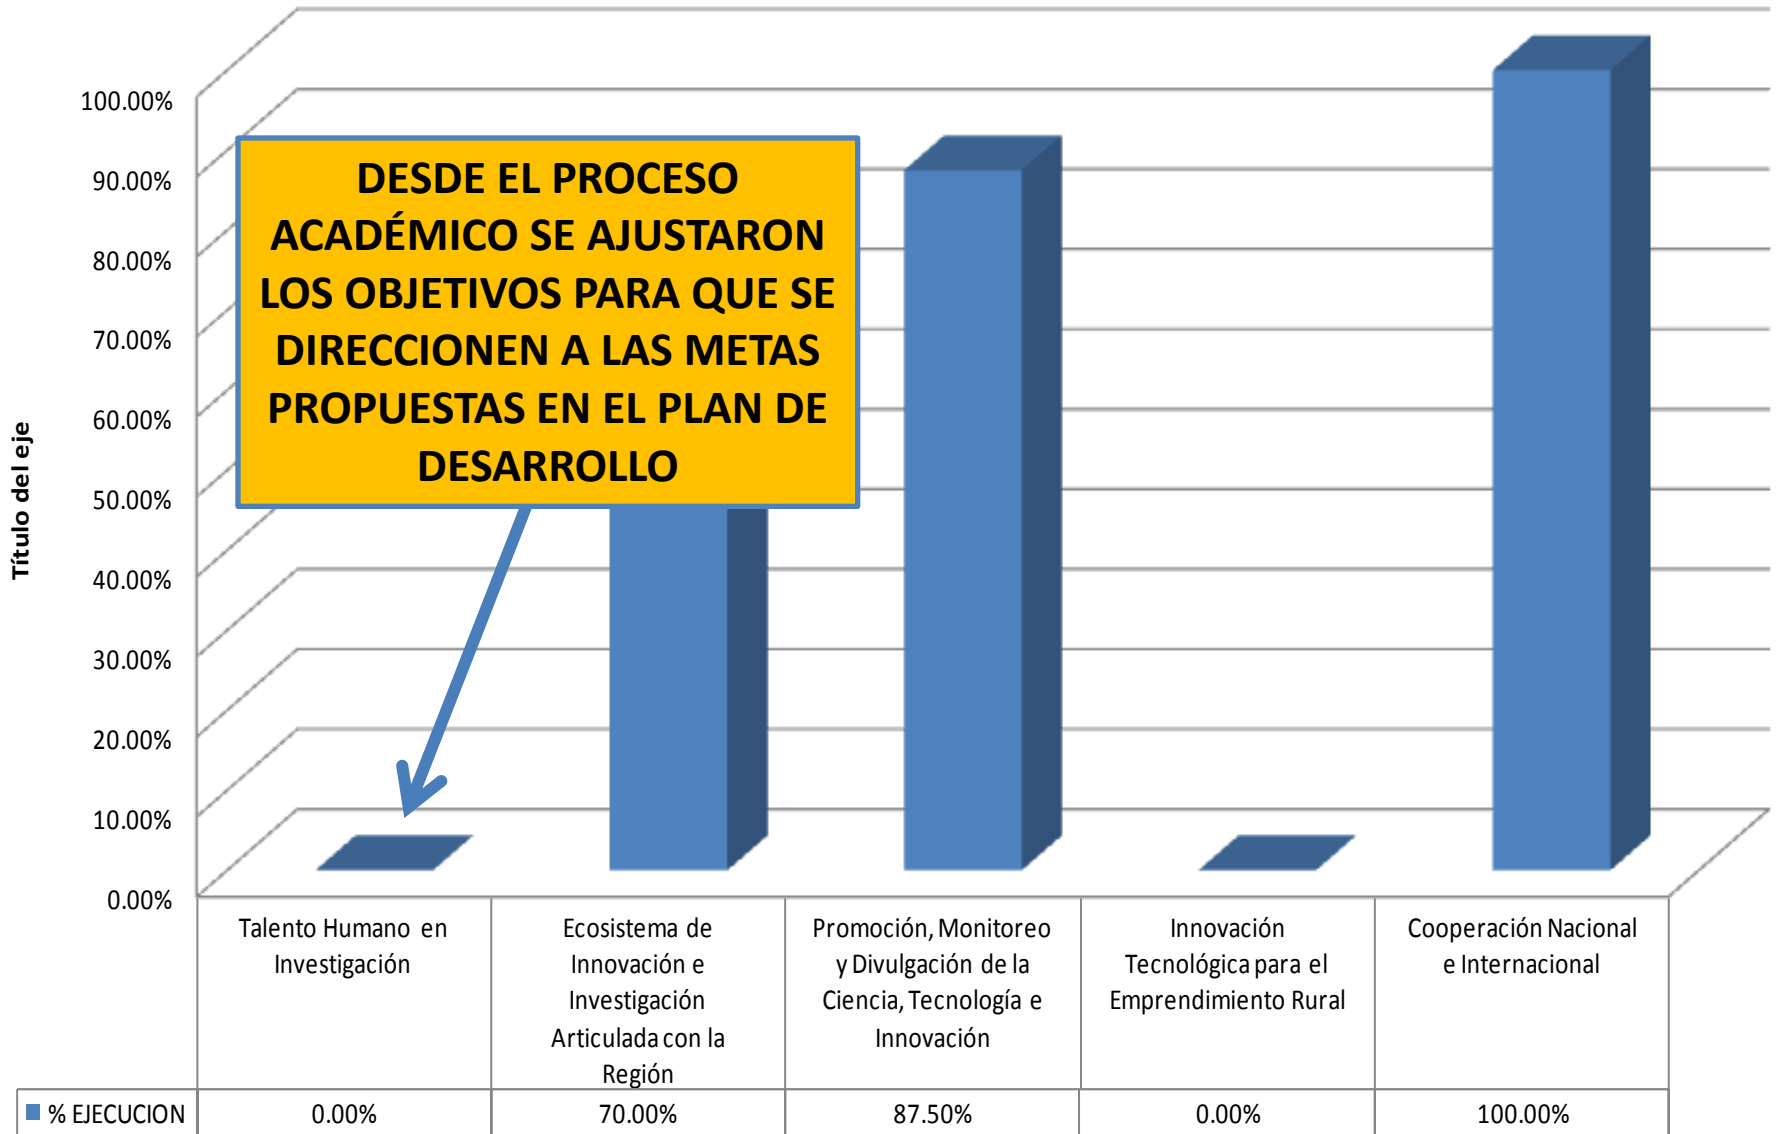 100.00%
90.00%
80.00%
70.00%
60.00%
50.00%
40.00%
30.00%
20.00%
10.00%
0.00%
Título del eje
DESDE EL PROCESO
ACADÉMICO SE AJUSTARON
LOS OBJETIVOS PARA QUE SE
DIRECCIONEN A LAS METAS
PROPUESTAS EN EL PLAN DE
DESARROLLO
Talento Humano en
Investigación
Ecosistema de
Innovación e
Investigación
Articulada con la
Región
Promoción, Monitoreo
y Divulgación de la
Ciencia, Tecnología e
Innovación
Innovación
Tecnológica para el
Emprendimiento Rural
Cooperación Nacional
e Internacional
% EJECUCION 0.00% 70.00% 87.50% 0.00% 100.00%